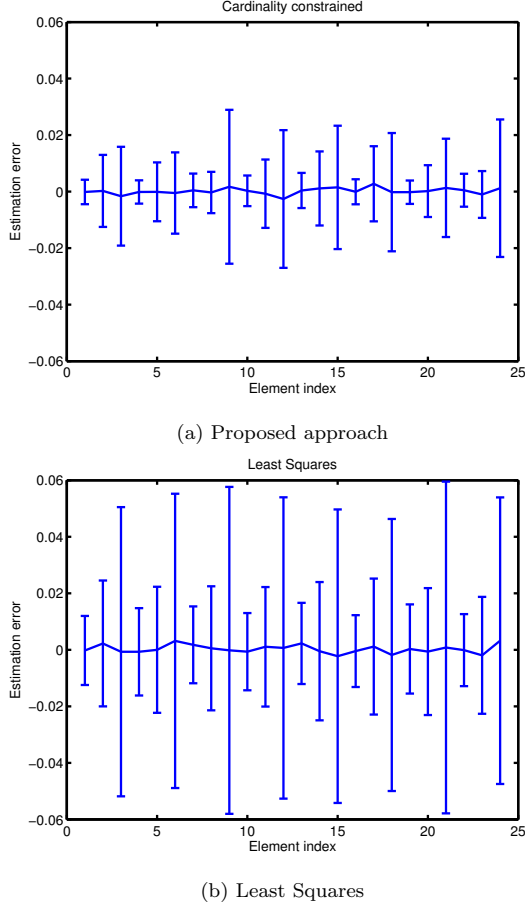 Cardinality constrained
0.06
0.04
0.02
0
−0.02
−0.04
−0.06
Estimation error
0 5 10 15 20 25
Element index
(a) Proposed approach
Least Squares
0.06
0.04
0.02
0
−0.02
−0.04
−0.06
Estimation error
0 5 10 15 20 25
Element index
(b) Least Squares